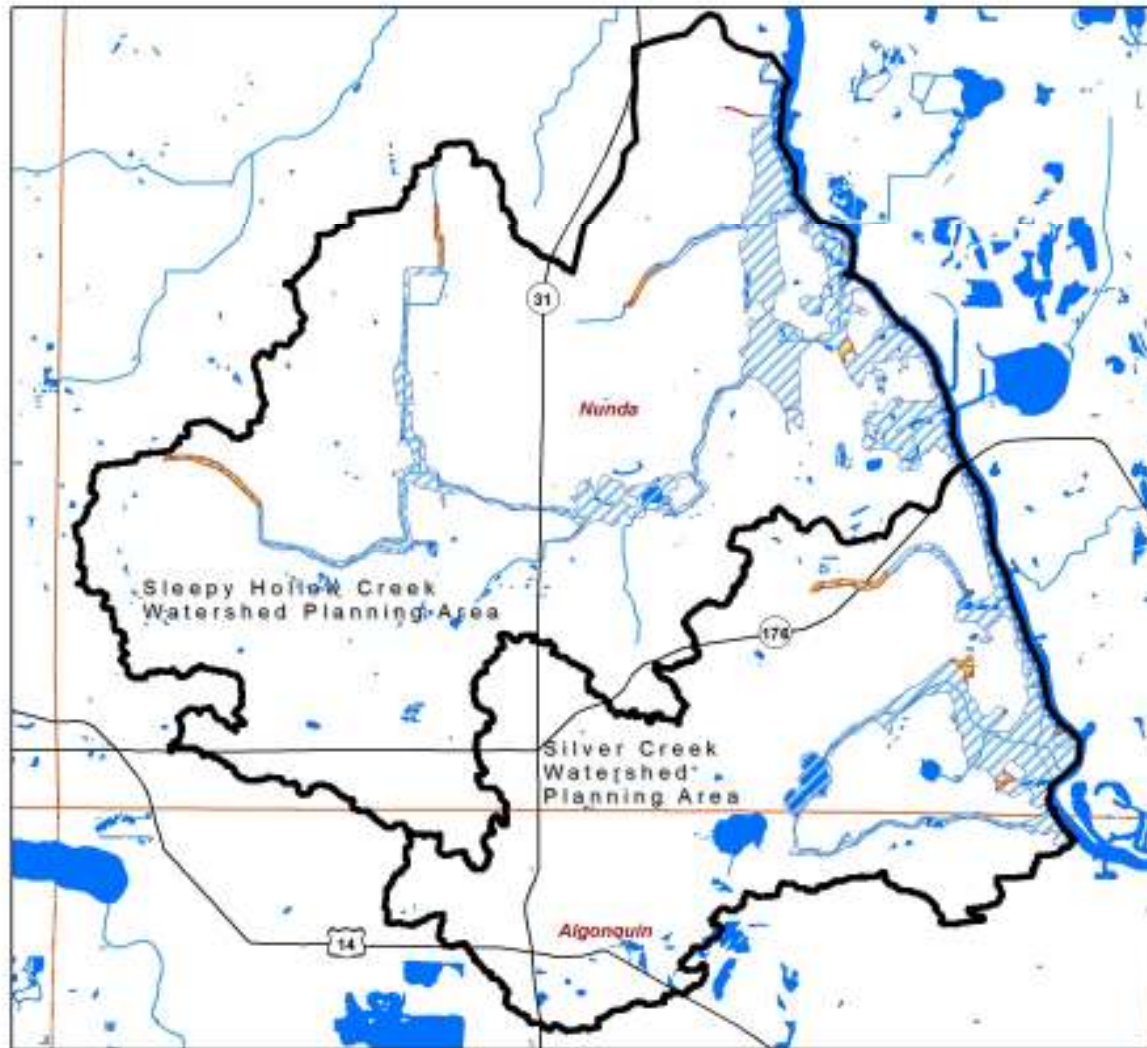 31
Nunda
Sleepy Hollow Creek
Watershed Planning Area
176
Silver Creek
Watershed
Planning Area
Algonquin
14